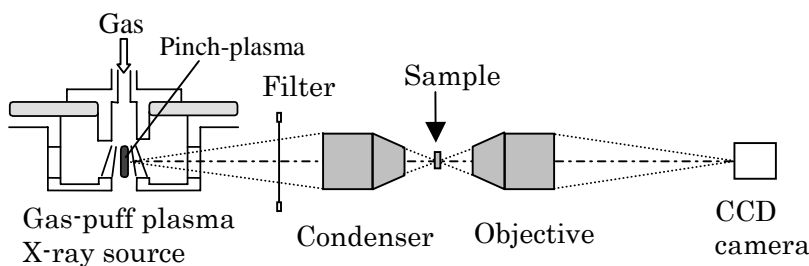 Gas
Pinch-plasma
Filter
Sample
Gas-puff plasma
X-ray source
Condenser
Objective
CCD
camera